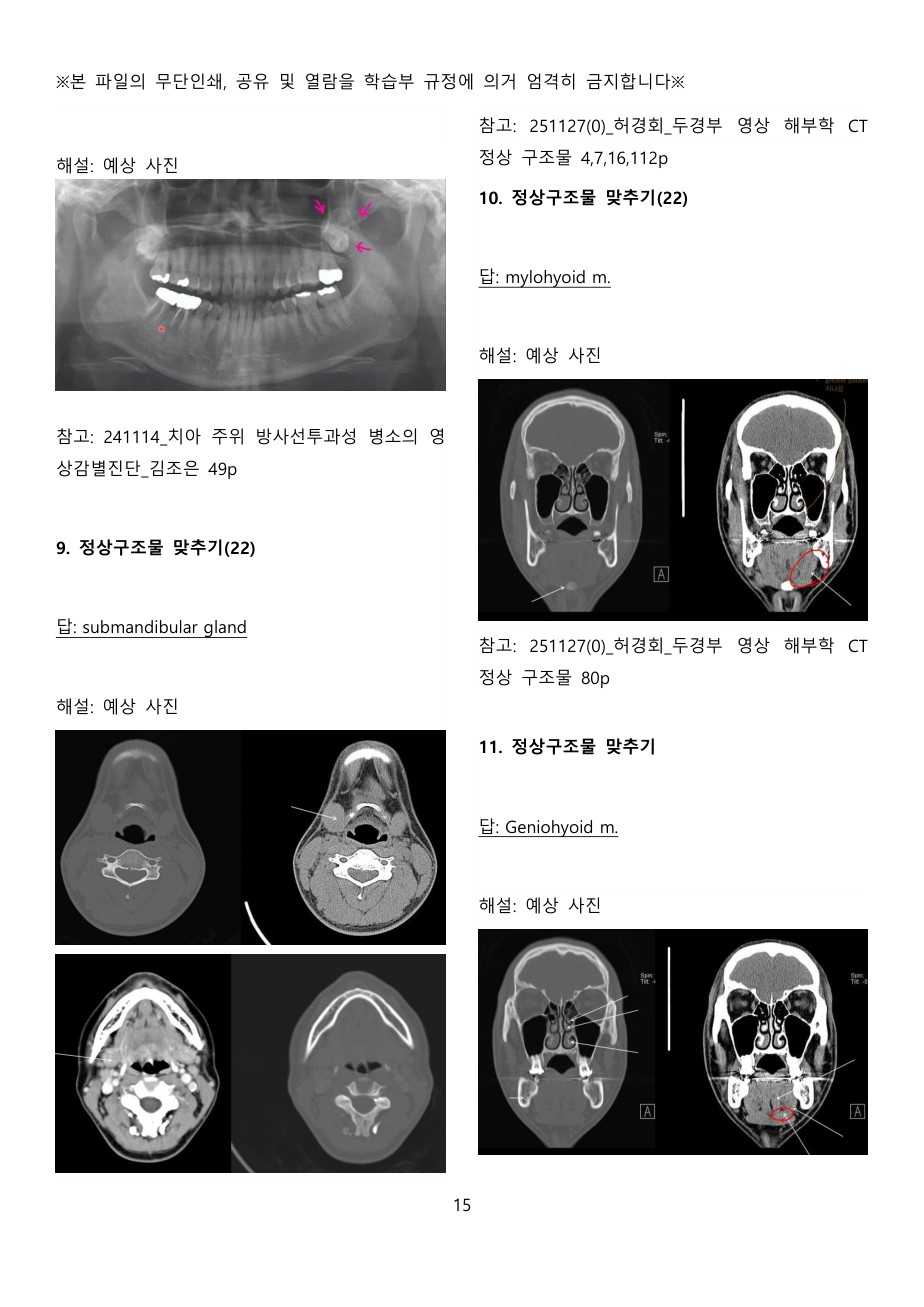 ※본 파일의 무단인쇄, 공유 및 열람을 학습부 규정에 의거 엄격히 금지합니다※
해설: 예상 사진
참고: 241114_치아 주위 방사선투과성 병소의 영
상감별진단_김조은 49p
9. 정상구조물 맞추기(22)
답: submandibular gland
해설: 예상 사진
참고: 251127(0)_허경회_두경부 영상 해부학 CT
정상 구조물 4,7,16,112p
10. 정상구조물 맞추기(22)
답: mylohyoid m.
해설: 예상 사진
Spin:
Tilt: -
A
참고: 251127(0)_허경회_두경부 영상 해부학 CT
정상 구조물 80p
11. 정상구조물 맞추기
답: Geniohyoid m.
해설: 예상 사진
Spin:
Tilt: -
A
Spin:
Tilt: -0
A
15